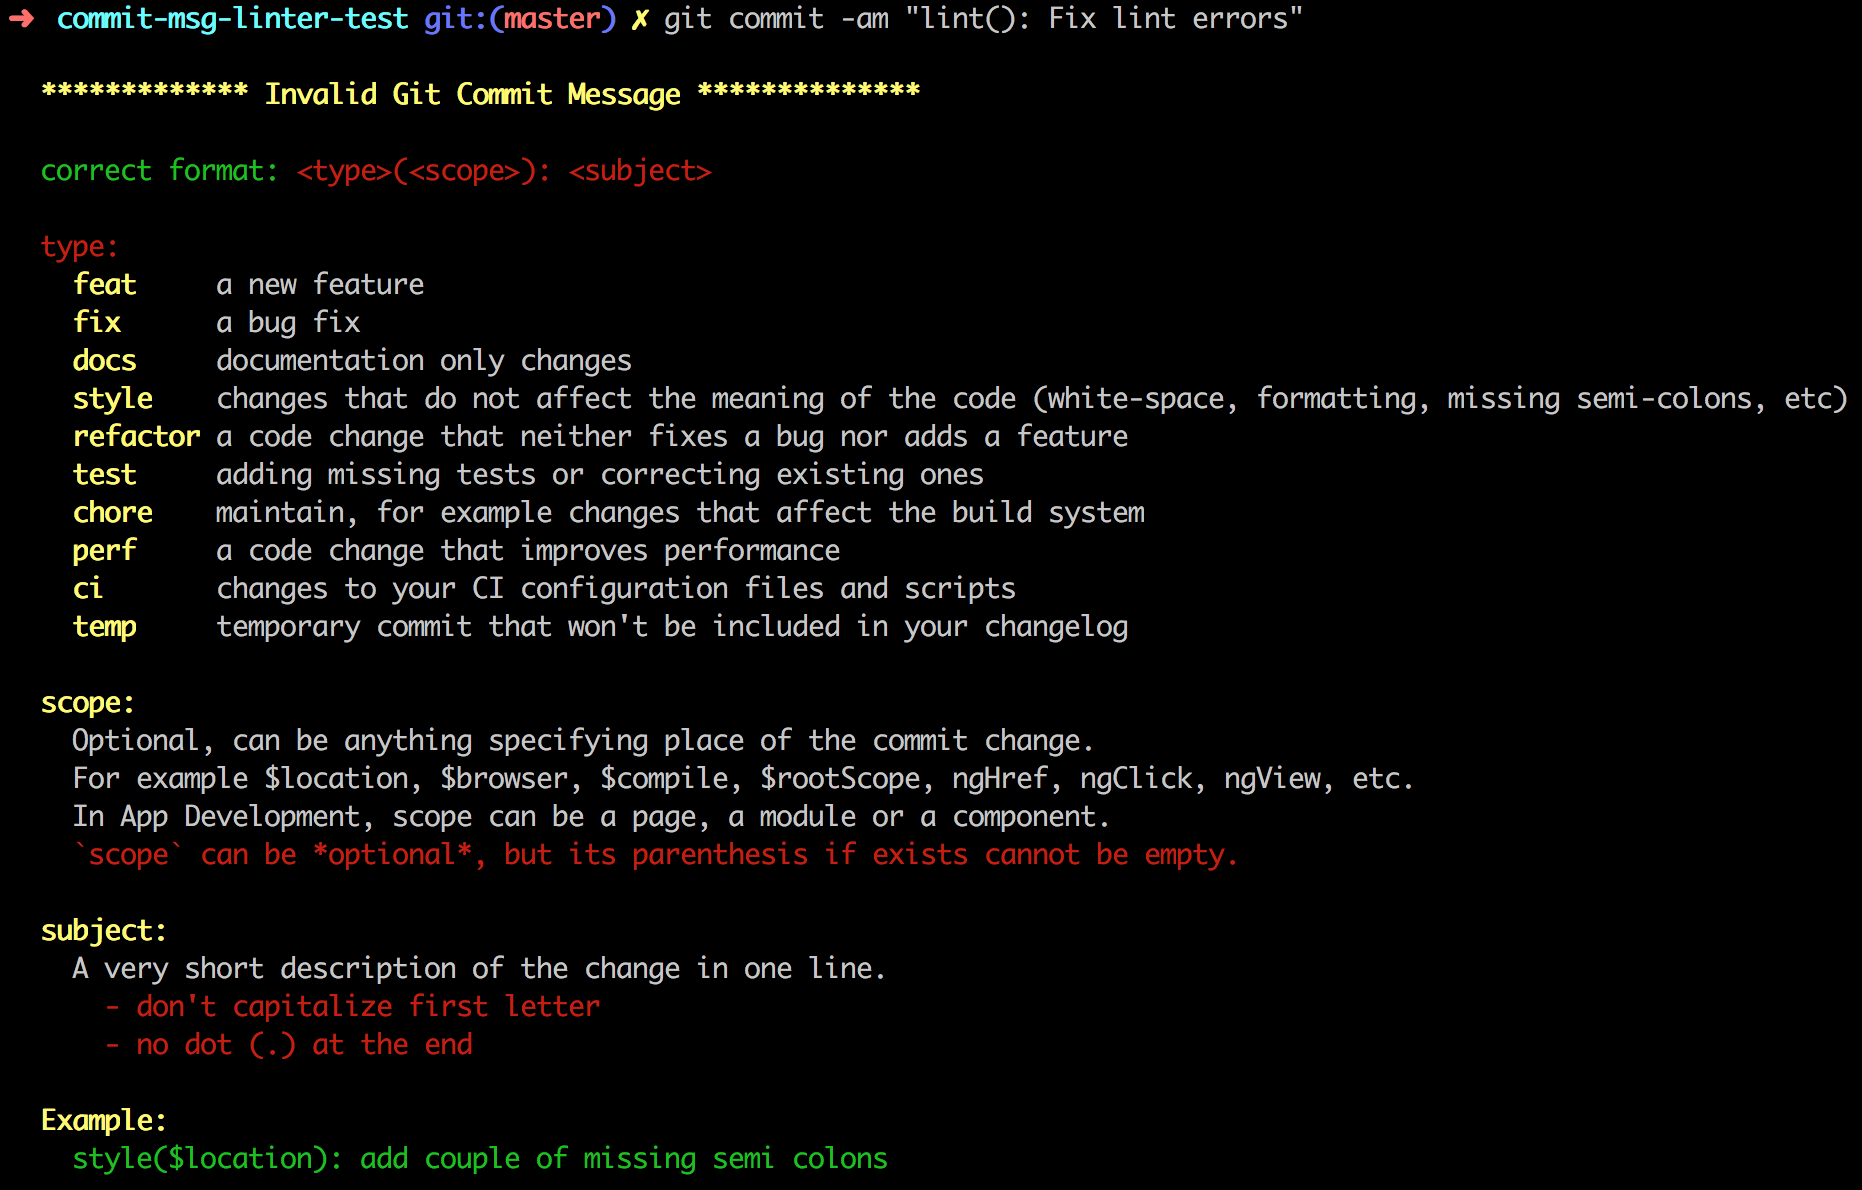 ➜ commit-msg-linter-test git:(master) ✗ git commit -am "lint(): Fix lint errors"
************* Invalid Git Commit Message **************
correct format: <type>(<scope>): <subject>
type:
feat a new feature
fix a bug fix
docs documentation only changes
style changes that do not affect the meaning of the code (white-space, formatting, missing semi-colons, etc)
refactor a code change that neither fixes a bug nor adds a feature
test adding missing tests or correcting existing ones
chore maintain, for example changes that affect the build system
perf a code change that improves performance
ci changes to your CI configuration files and scripts
temp temporary commit that won't be included in your changelog
scope:
Optional, can be anything specifying place of the commit change.
For example $location, $browser, $compile, $rootScope, ngHref, ngClick, ngView, etc.
In App Development, scope can be a page, a module or a component.
`scope` can be *optional*, but its parenthesis if exists cannot be empty.
subject:
A very short description of the change in one line.
- don't capitalize first letter
- no dot (.) at the end
Example:
style($location): add couple of missing semi colons